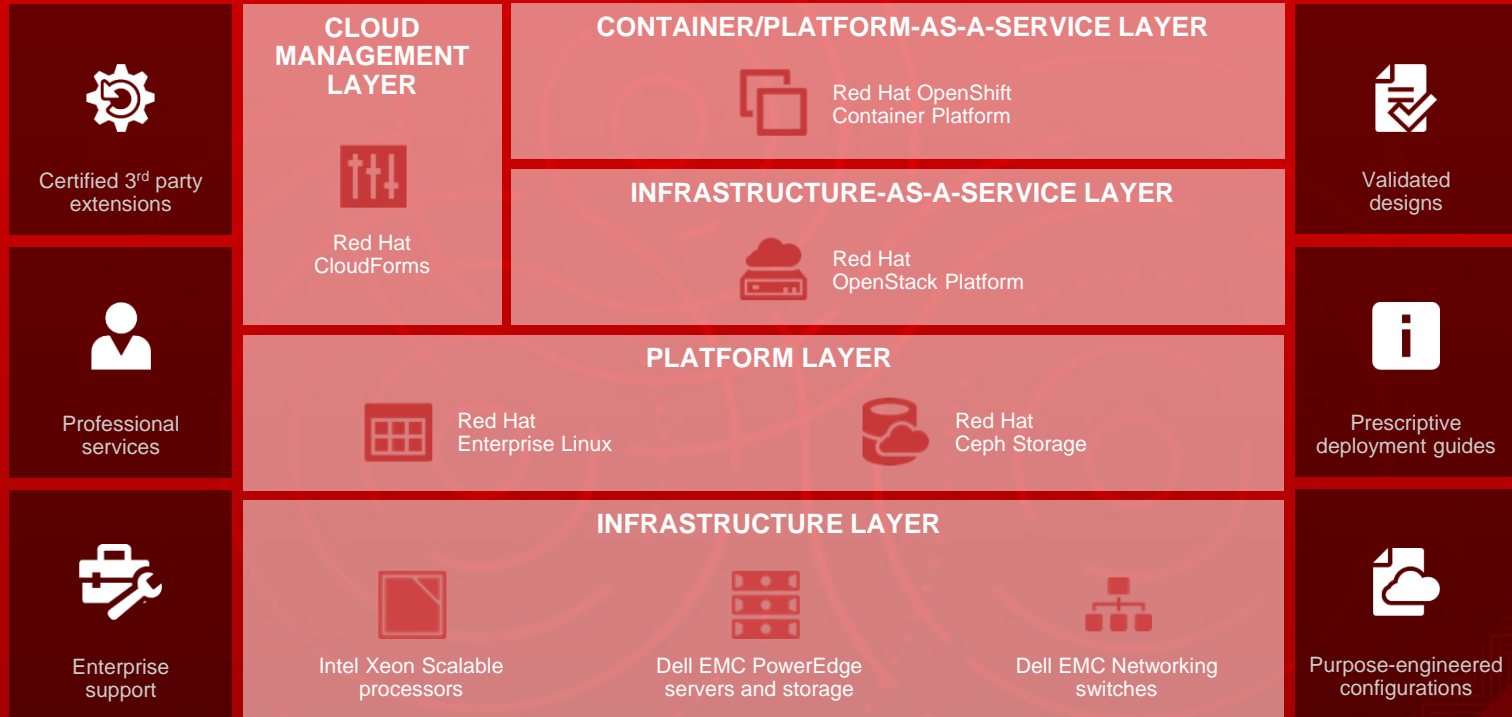 Certified 3rd party
extensions
Professional
services
Enterprise
support
CLOUD
MANAGEMENT
LAYER
Red Hat
CloudForms
CONTAINER/PLATFORM-AS-A-SERVICE LAYER
Red Hat OpenShift
Container Platform
INFRASTRUCTURE-AS-A-SERVICE LAYER
Red Hat
OpenStack Platform
PLATFORM LAYER
Red Hat
Enterprise Linux
Red Hat
Ceph Storage
INFRASTRUCTURE LAYER
Intel Xeon Scalable
processors
Dell EMC PowerEdge
servers and storage
Dell EMC Networking
switches
Validated
designs
i
Prescriptive
deployment guides
Purpose-engineered
configurations